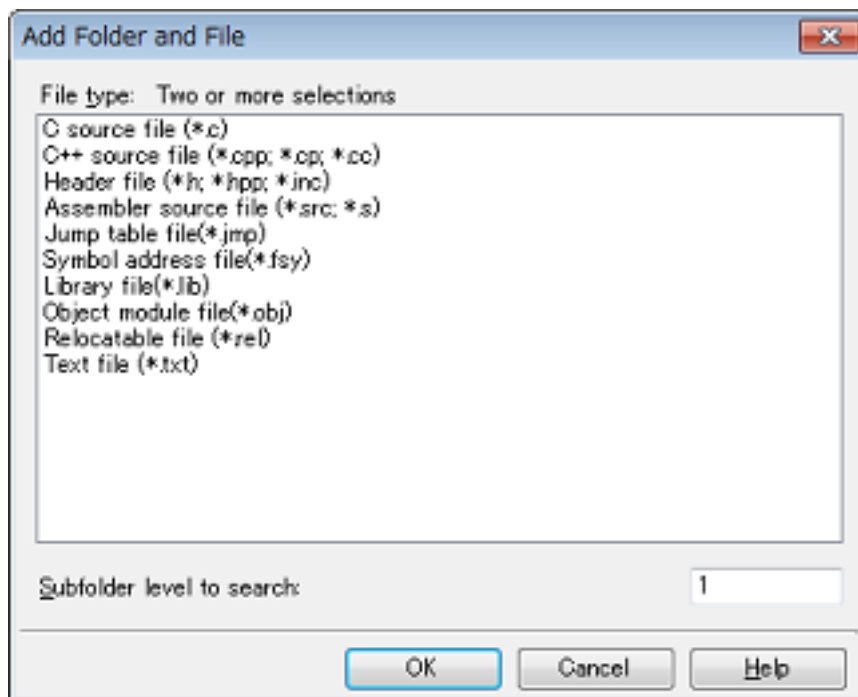 Add Folder and File
File type: Two or more selections
C source file (*.c)
C++ source file (*.cpp; *.cp; *.cc)
Header file (*.h; *.hpp; *.inc)
Assembler source file (*.src; *.s)
Jump table file(*.jmp)
Symbol address file(*.fsy)
Library file(*.lib)
Object module file(*.obj)
Relocatable file (*.rel)
Text file (*.txt)
Subfolder level to search: 1
OK Cancel Help